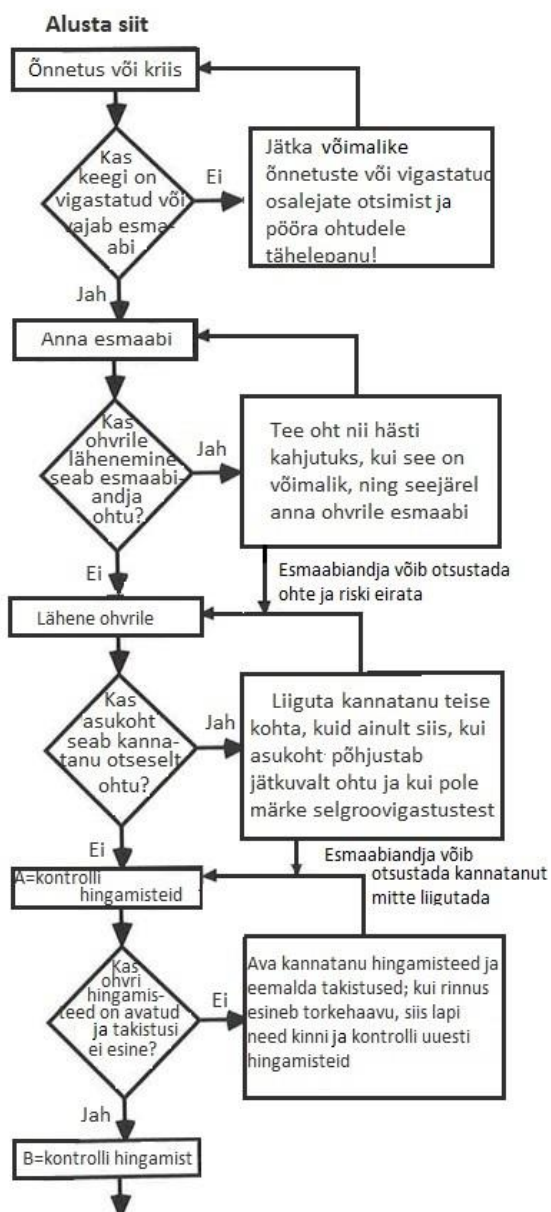 Alusta siit
Õnnetus või kriis
Kas
keegi on
vigastatud või
vajab esma-
abi
Ei
Jätka võimalike
õnnetuste või vigastatud
osalejate otsimist ja
pööra ohtudele
tähelepanu!
Jah
Anna esmaabi
Kas
ohvrile
lähenemine
seab esmaabi-
andja
ohtu?
Jah
Tee oht nii hästi
kahjutuks, kui see on
võimalik, ning seejärel
anna ohvrile esmaabi
Ei
Esmaabiandja võib otsustada
ohte ja riski eirata
Lähene ohvrile
Kas
asukoht
seab kanna-
tanu otseselt
ohtu?
Jah
Liiguta kannatanu teise
kohta, kuid ainult siis, kui
asukoht põhjustab
jätkuvalt ohtu ja kui pole
märke selgroovigastustest
Ei
Esmaabiandja võib
otsustada kannatanut
mitte liigutada
A=kontrolli
hingamisteid
Kas
ohvri
hingamis-
teed on avatud
ja takistusi
ei esine?
Ei
Ava kannatanu hingamisteed ja
eemalda takistused; kui rinnus
esineb torkehaavu, siis lapi
need kinni ja kontrolli uuesti
hingamisteid
Jah
B=kontrolli hingamist